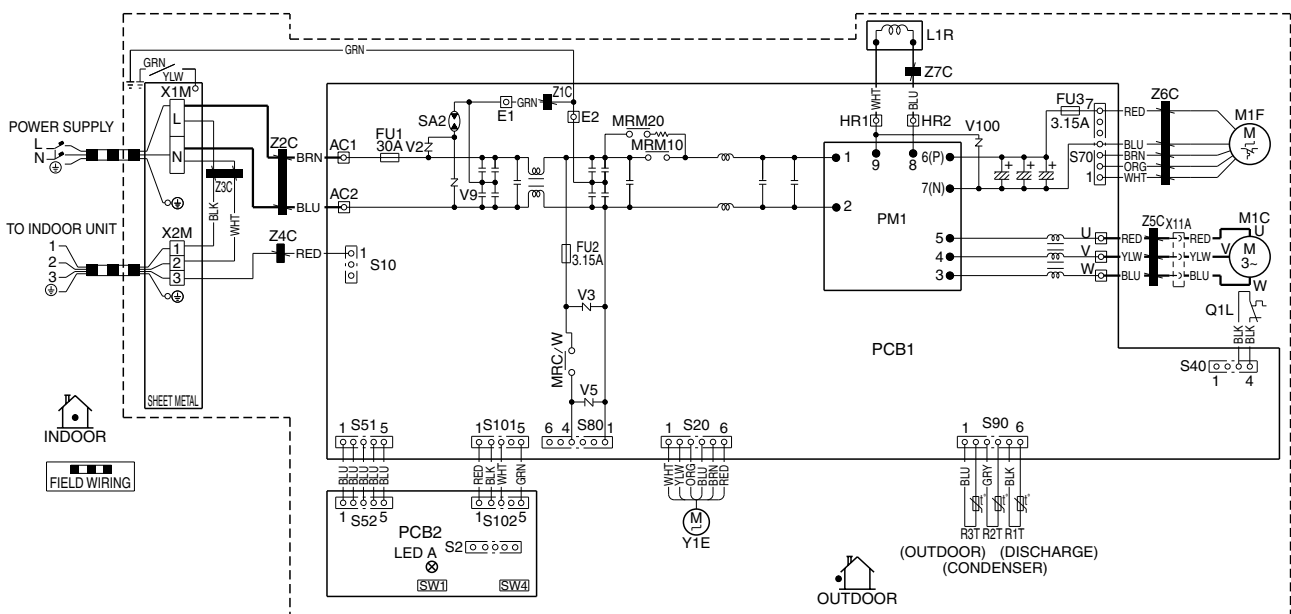 L1R
GRN
GRN
YLW
Z7C
X1M
L
N
POWER SUPPLY
L
N
Z2C
BRN
AC1
FU1
30A
V2
SA2
E1
GRN
Z1C
E2
MRM20
MRM10
WHT
BLU
HR1
HR2
V100
FU3
3.15A
7
RED
Z6C
M1F
M
BLU
BRN
ORG
WHT
S70
1
1
9
8
6(P)
7(N)
2
PM1
5
4
3
Z3C
BLK
WHT
BLU
AC2
V9
TO INDOOR UNIT
1
2
3
X2M
1
2
3
Z4C
RED
1
S10
FU2
3.15A
U
V
W
RED
YLW
BLU
Z5C
X11A
RED
YLW
BLU
M1C
U
V
M
3~
W
Q1L
BLK
BLK
S40
1
4
V3
MRC/W
V5
PCB1
SHEET METAL
INDOOR
FIELD WIRING
1
S51
5
BLU
BLU
BLU
BLU
BLU
1
S52
5
1
S101
5
RED
BLK
WHT
GRN
1
S102
5
PCB2
LED A
S2
SW1
SW4
6
4
S80
1
1
S20
6
WHT
YLW
ORG
BLU
BRN
RED
M
Y1E
1
S90
6
BLU
GRY
BLK
t°
t°
t°
R3T
R2T
R1T
(OUTDOOR)
(DISCHARGE)
(CONDENSER)
OUTDOOR